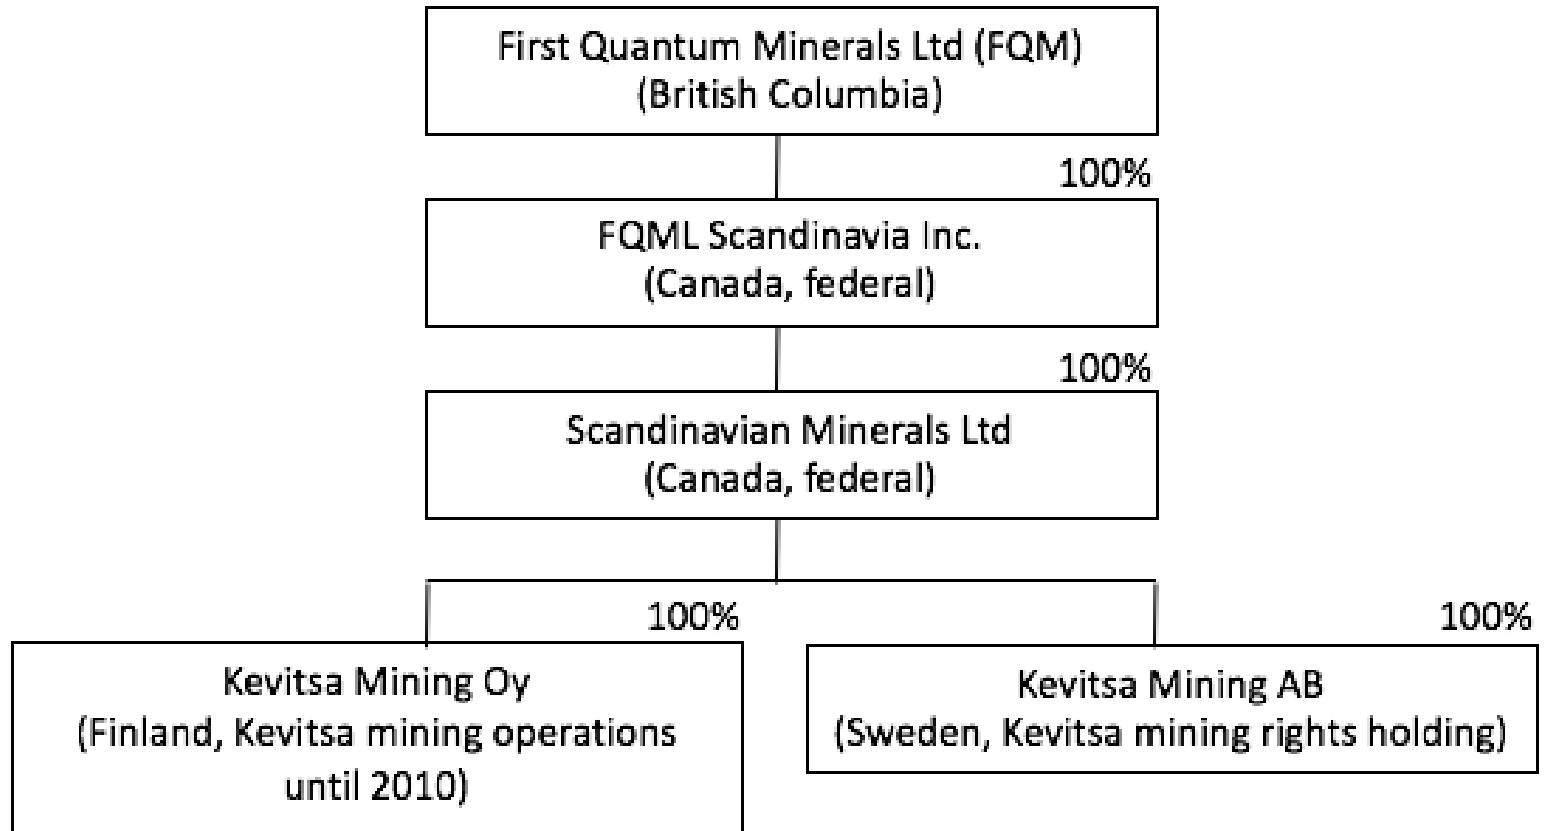 First Quantum Minerals Ltd (FQM)
(British Columbia)
100%
FQML Scandinavia Inc.
(Canada, federal)
100%
Scandinavian Minerals Ltd
(Canada, federal)
100%
100%
Kevitsa Mining Oy
(Finland, Kevitsa mining operations
until 2010)
Kevitsa Mining AB
(Sweden, Kevitsa mining rights holding)